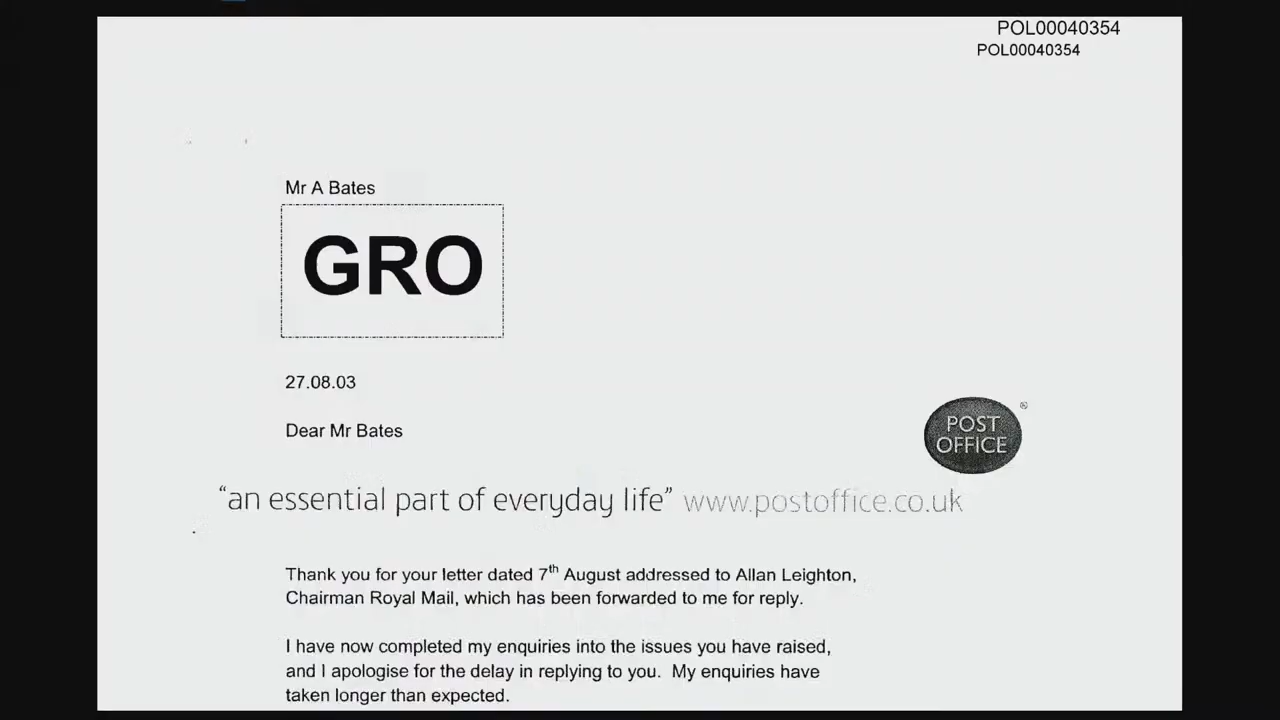 POL00040354
POL00040354
Mr A Bates
GRO
27.08.03
Dear Mr Bates
POST
OFFICE
®
“an essential part of everyday life” www.postoffice.co.uk
Thank you for your letter dated 7th August addressed to Allan Leighton,
Chairman Royal Mail, which has been forwarded to me for reply.
I have now completed my enquiries into the issues you have raised,
and I apologise for the delay in replying to you.  My enquiries have
taken longer than expected.